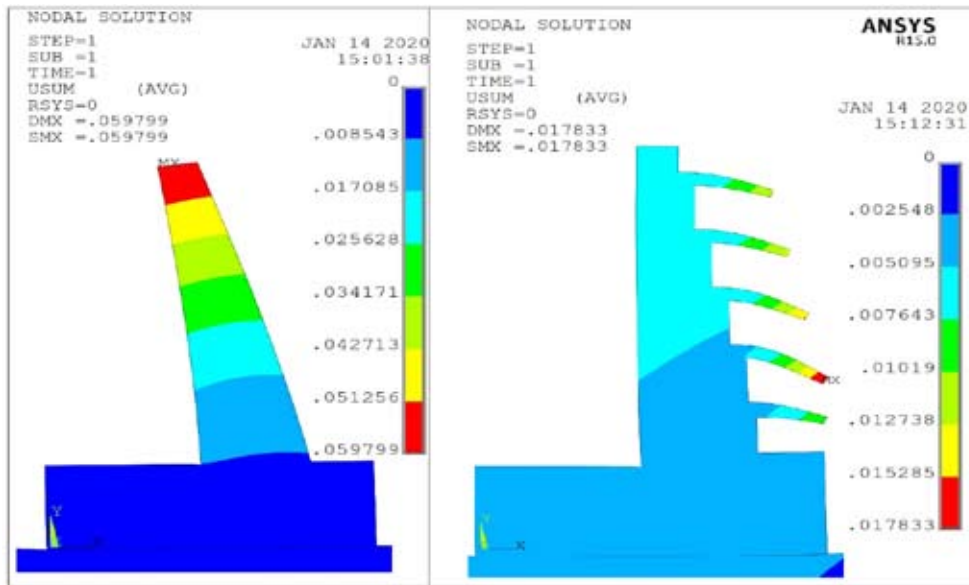 NODAL SOLUTION
STEP=1
SUB =1
TIME=1
USUM (AVG)
RSYS=0
DMX =.059799
SMX =.059799
JAN 14 2020
15:01:38
MX
0
.008543
.017085
.025628
.034171
.042713
.051256
.059799
Y
NODAL SOLUTION
STEP=1
SUB =1
TIME=1
USUM (AVG)
RSYS=0
DMX =.017833
SMX =.017833
ANSYS
R15.0
JAN 14 2020
15:12:31
MX
0
.002548
.005095
.007643
.01019
.012738
.015285
.017833
Y
X